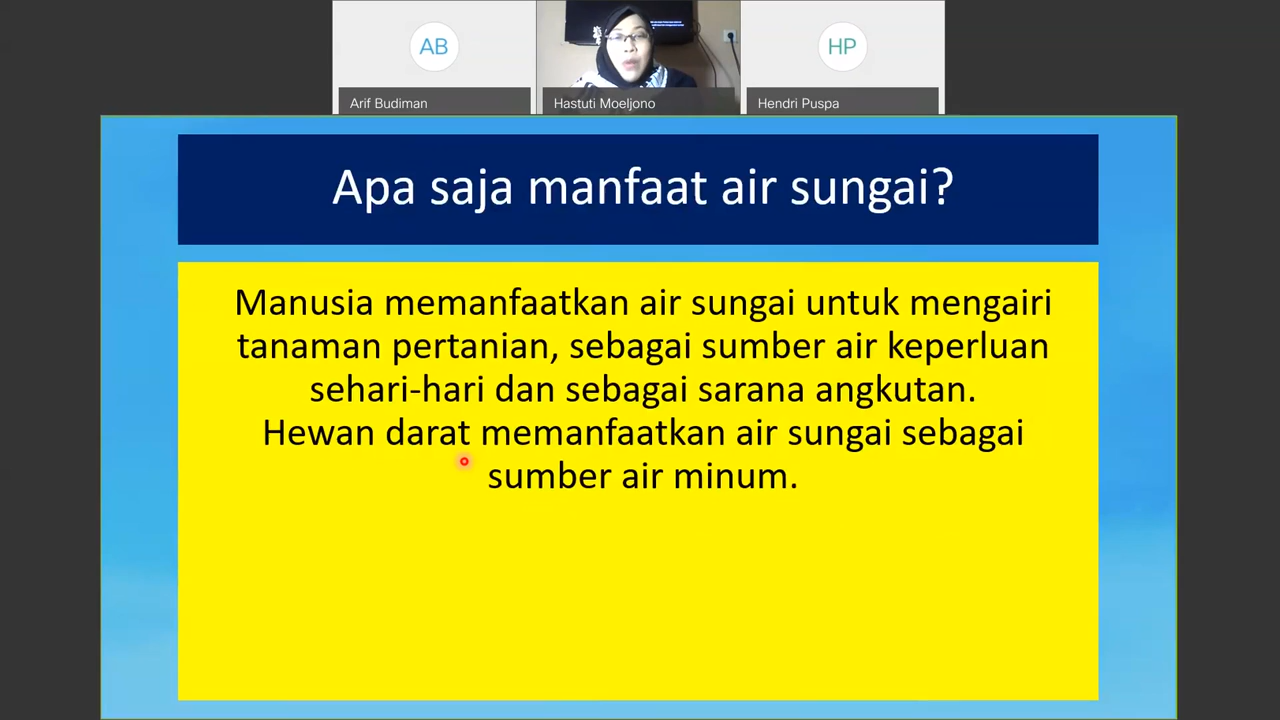 AB
HP
Arif Budiman
Hastuti Moeljono
Hendri Puspa
Apa saja manfaat air sungai?
Manusia memanfaatkan air sungai untuk mengairi
tanaman pertanian, sebagai sumber air keperluan
sehari-hari dan sebagai sarana angkutan.
Hewan darat memanfaatkan air sungai sebagai
sumber air minum.